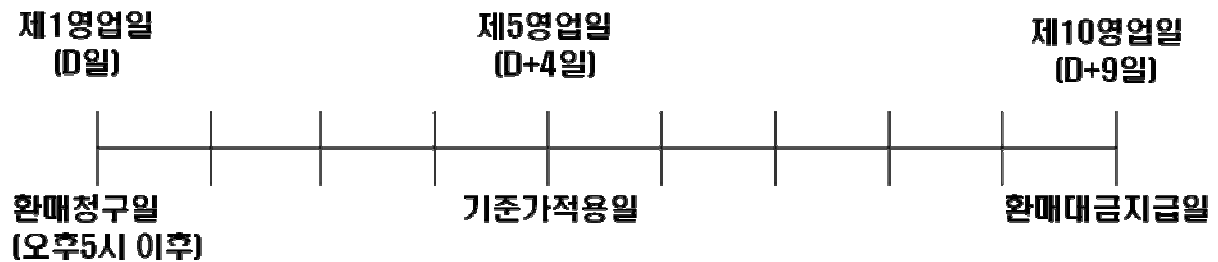 제1영업일
(D일)
제5영업일
(D+4일)
제10영업일
(D+9일)
환매청구일
(오후5시 이후)
기준가적용일
환매대금지급일